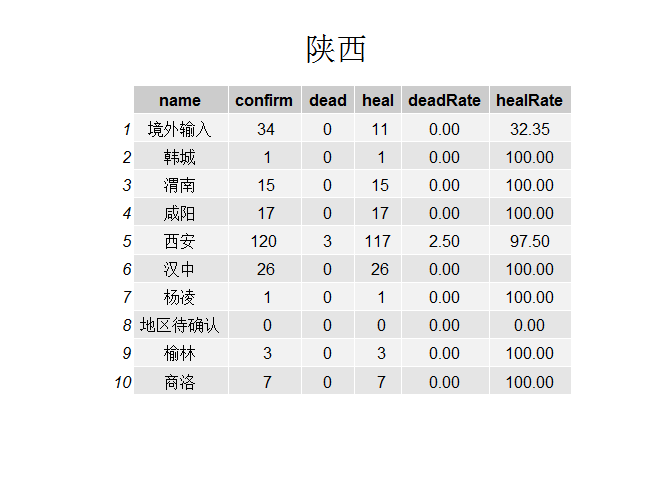 陕西
name confirm dead heal deadRate healRate
1 境外输入 34 0 11 0.00 32.35
2 韩城 1 0 1 0.00 100.00
3 渭南 15 0 15 0.00 100.00
4 咸阳 17 0 17 0.00 100.00
5 西安 120 3 117 2.50 97.50
6 汉中 26 0 26 0.00 100.00
7 杨凌 1 0 1 0.00 100.00
8 地区待确认 0 0 0 0.00 0.00
9 榆林 3 0 3 0.00 100.00
10 商洛 7 0 7 0.00 100.00